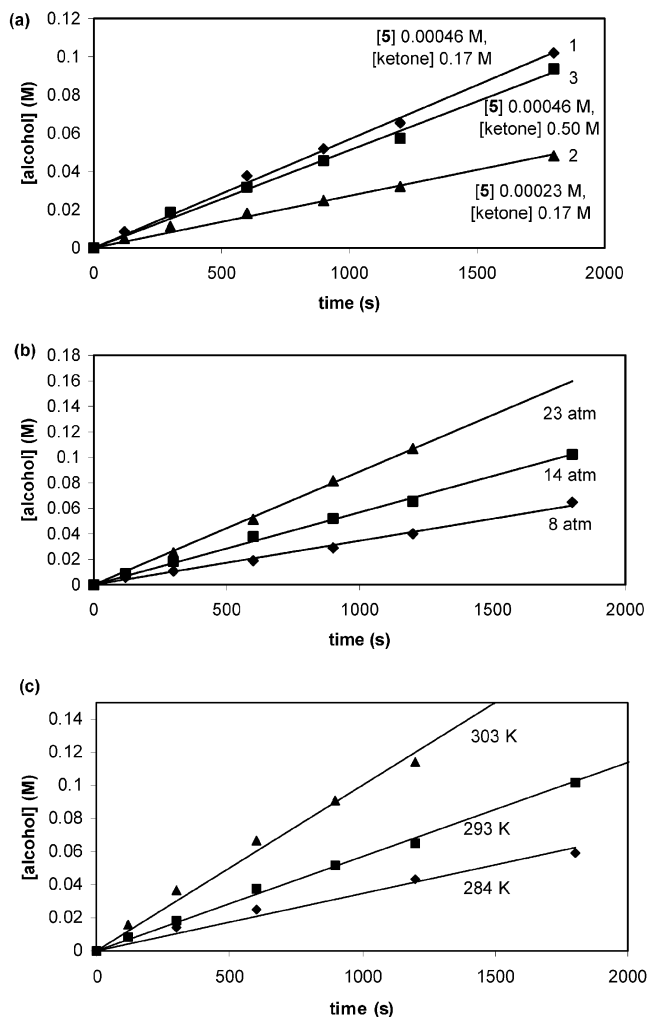 (a)
0.12
0.1
0.08
0.06
0.04
0.02
0
[alcohol] (M)
[5] 0.00046 M,
[ketone] 0.17 M
1
3
[5] 0.00046 M,
[ketone] 0.50 M
2
[5] 0.00023 M,
[ketone] 0.17 M
0 500 1000 1500 2000
time (s)
(b)
0.18
0.16
0.14
0.12
0.1
0.08
0.06
0.04
0.02
0
[alcohol] (M)
23 atm
14 atm
8 atm
0 500 1000 1500 2000
time (s)
(c)
0.14
0.12
0.1
0.08
0.06
0.04
0.02
0
[alcohol] (M)
303 K
293 K
284 K
0 500 1000 1500 2000
time (s)